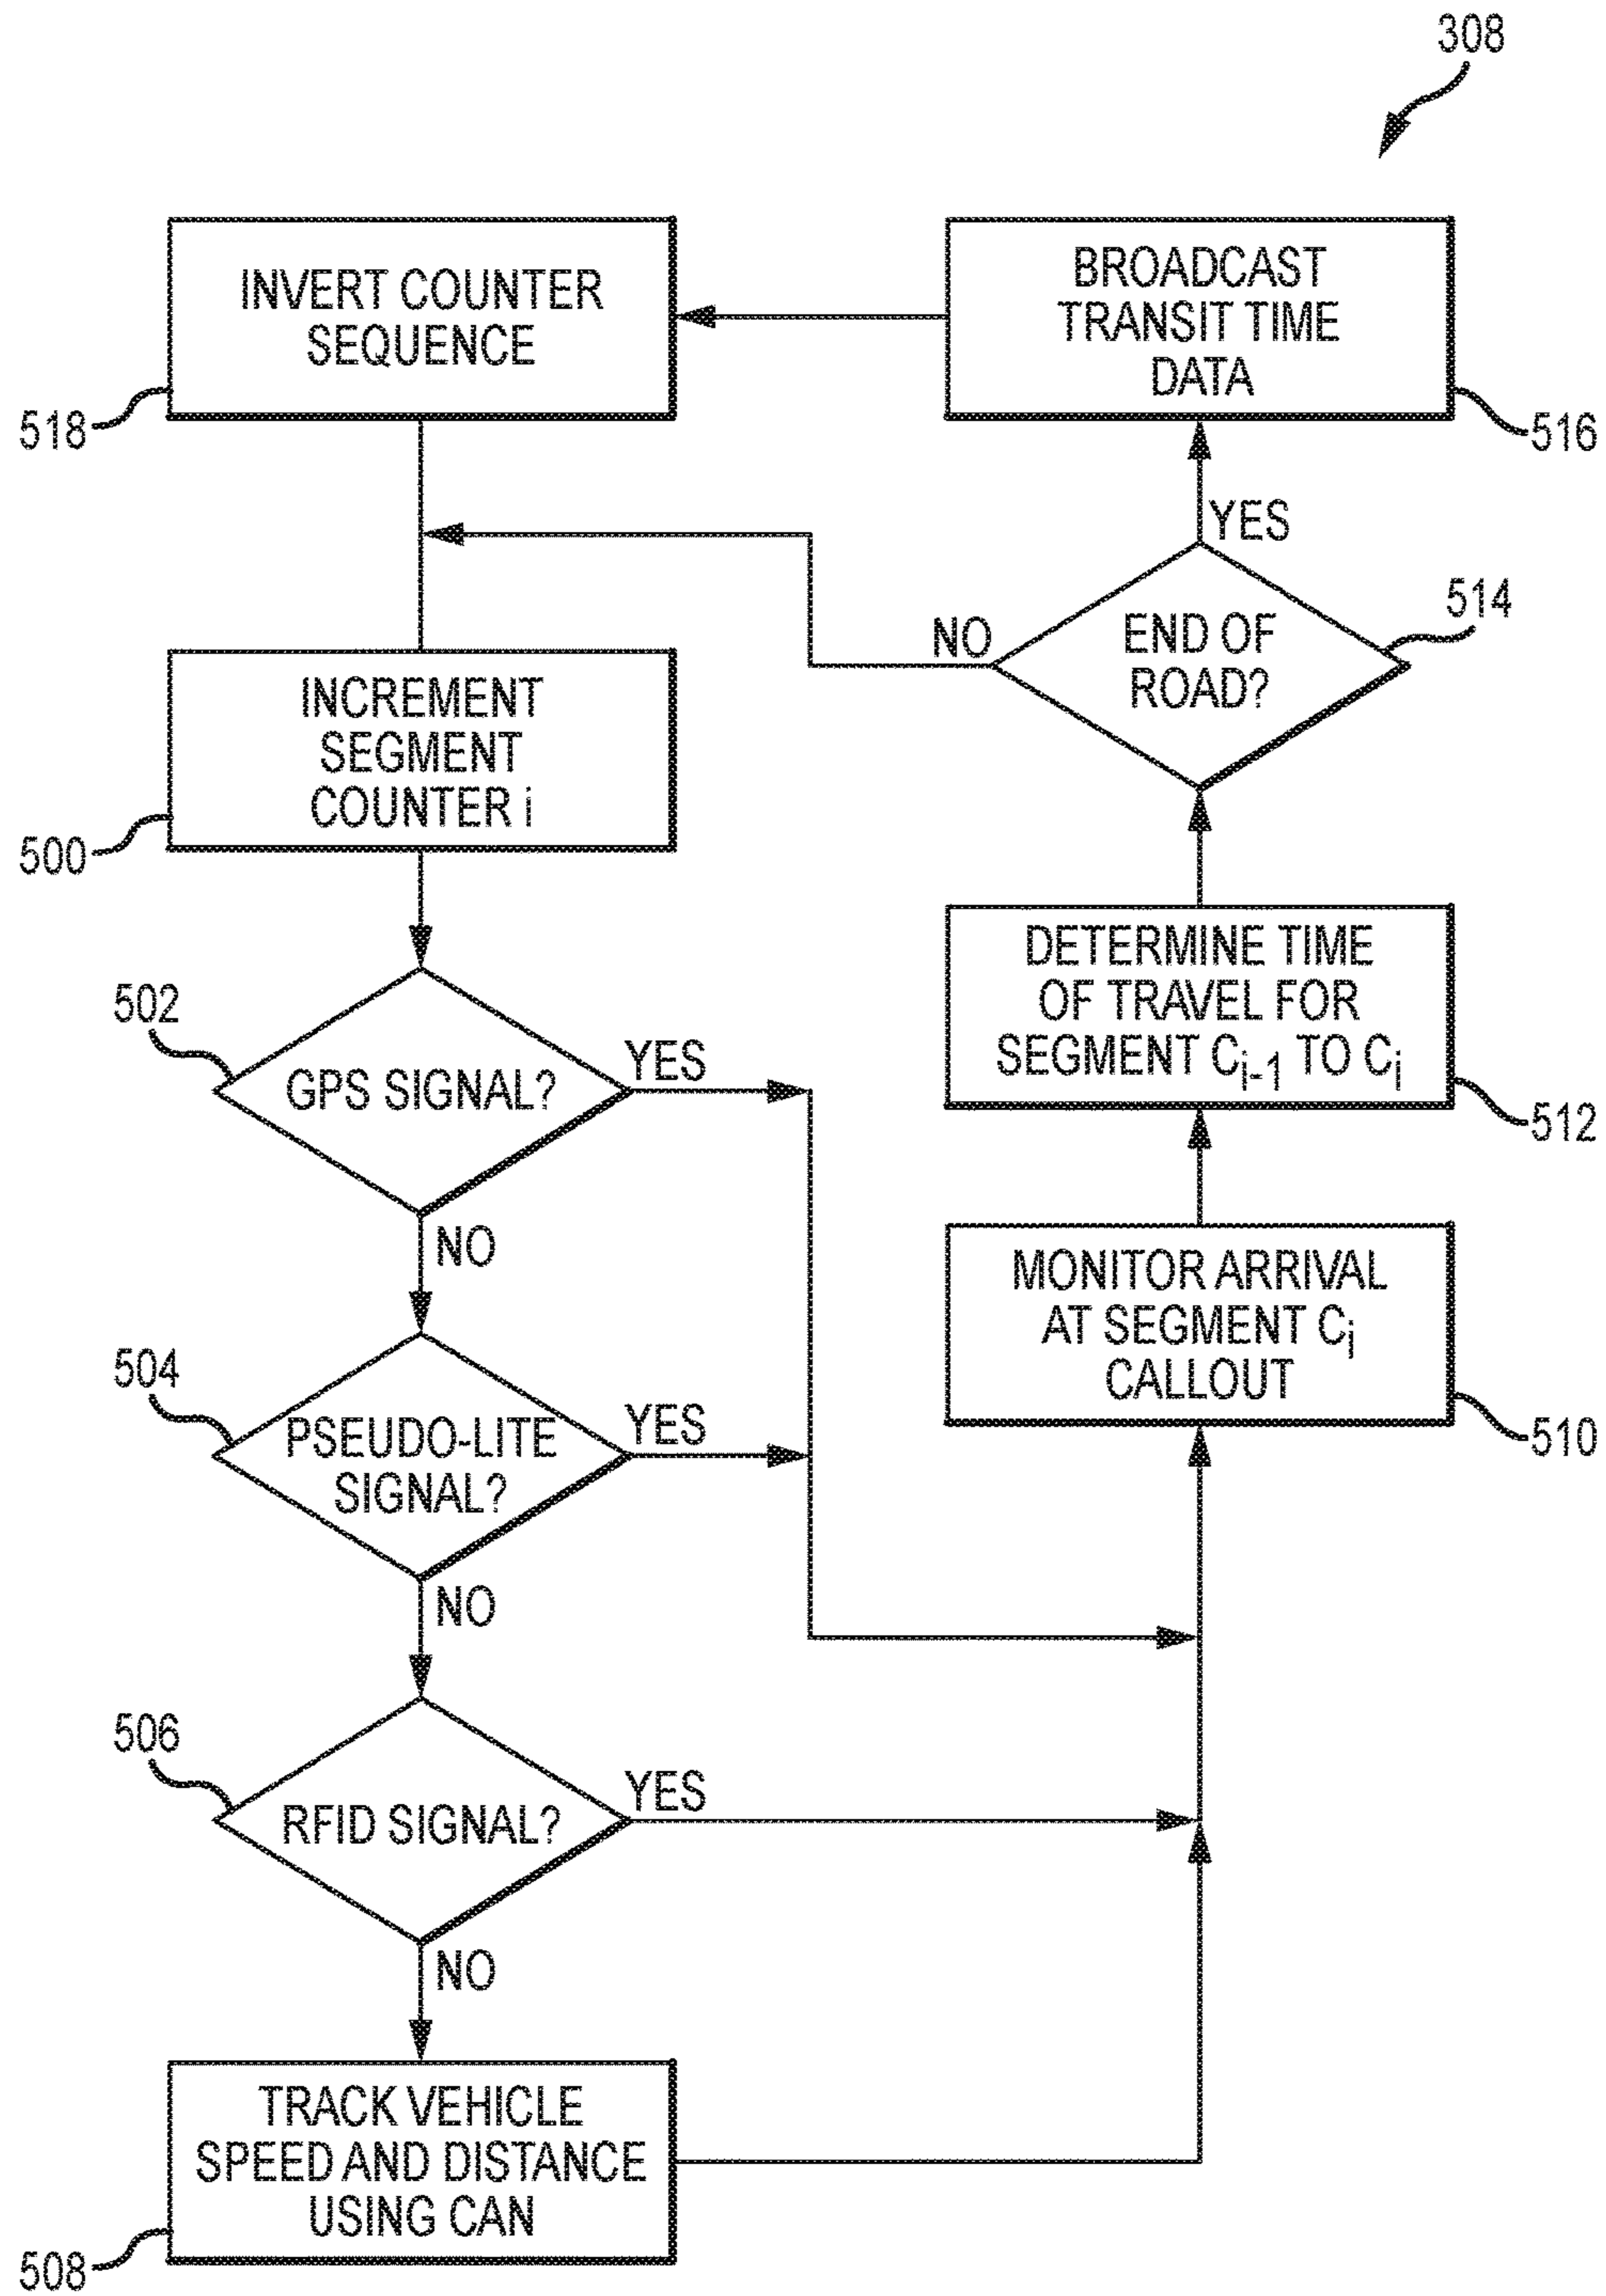 308
INVERT COUNTER
SEQUENCE
518
BROADCAST
TRANSIT TIME
DATA
516
YES
NO
END OF
ROAD?
514
INCREMENT
SEGMENT
COUNTER i
500
DETERMINE TIME
OF TRAVEL FOR
SEGMENT Ci-1 TO Ci
512
502
GPS SIGNAL?
YES
NO
MONITOR ARRIVAL
AT SEGMENT Ci
CALLOUT
510
504
PSEUDO-LITE
SIGNAL?
YES
NO
506
RFID SIGNAL?
YES
NO
TRACK VEHICLE
SPEED AND DISTANCE
USING CAN
508